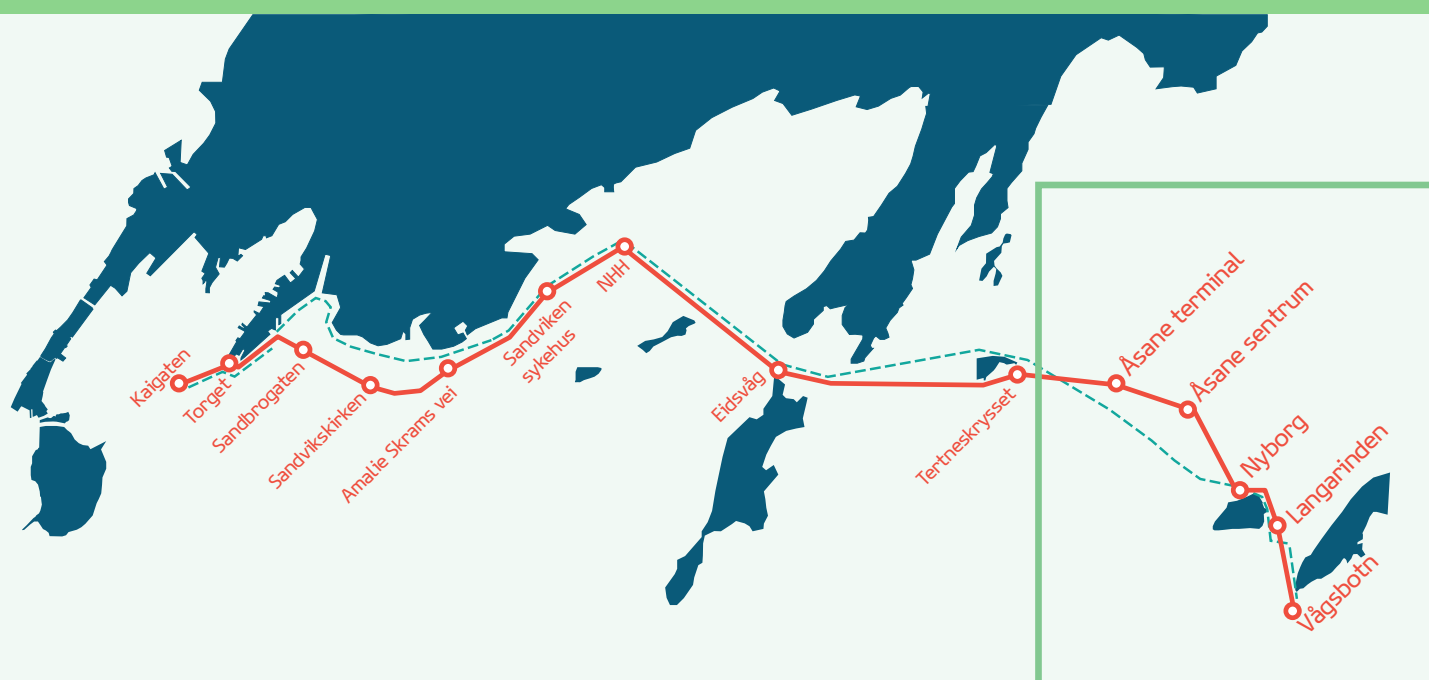 Kaigaten
Torget
Sandbrogaten
Sandvikskirken
Amalie Skrams vei
Sandviken
sykehus
NHH
Eidsvåg
Tertneskrysset
Åsane terminal
Åsane sentrum
Nyborg
Langarinden
Vågsbotn